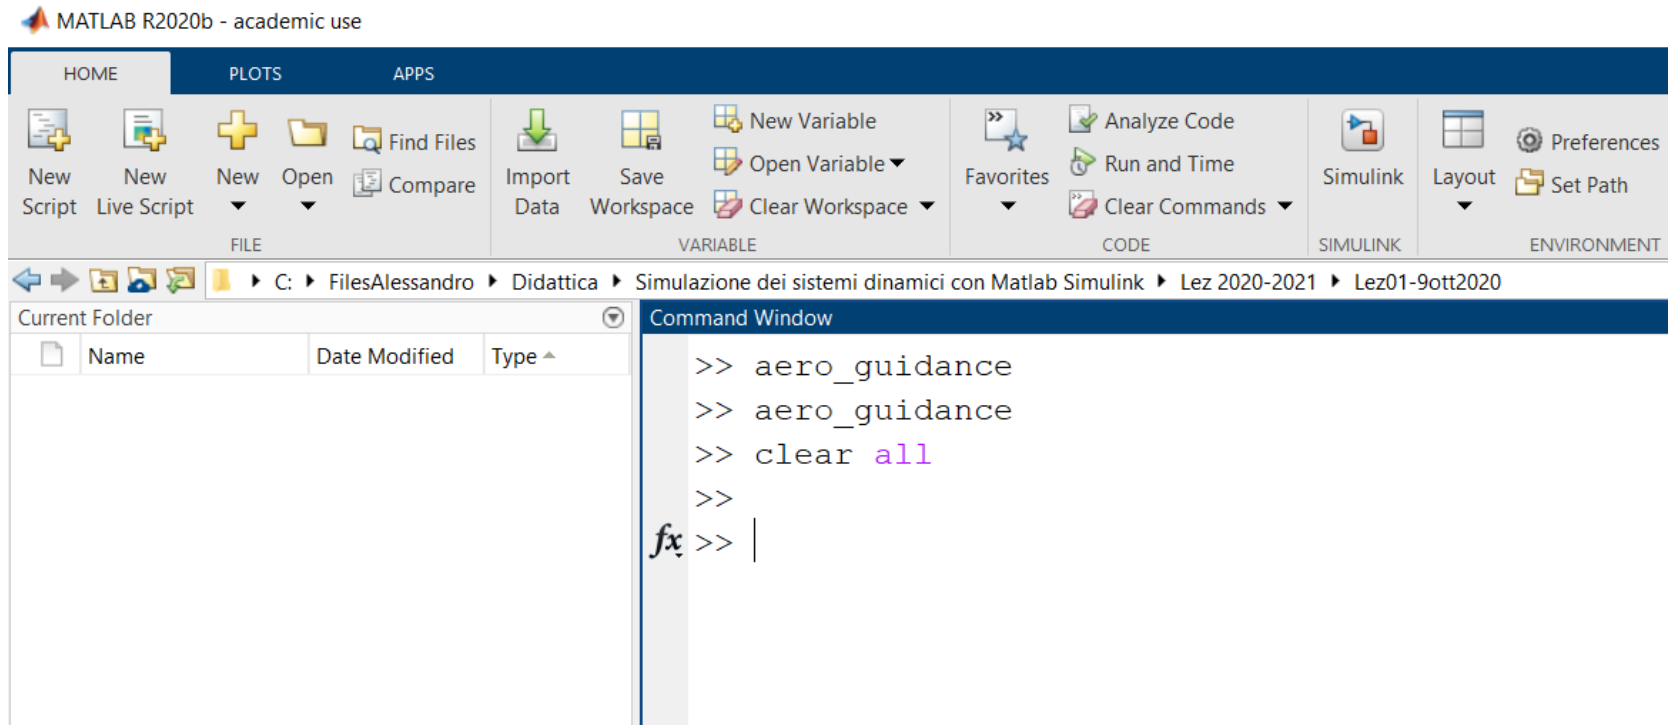 MATLAB R2020b - academic use
HOME PLOTS APPS
New Script
New Live Script
New
Open
Find Files
Compare
FILE
Import Data
Save Workspace
New Variable
Open Variable
Clear Workspace
VARIABLE
Favorites
Analyze Code
Run and Time
Clear Commands
CODE
Simulink
SIMULINK
Layout
Preferences
Set Path
ENVIRONMENT
C: FilesAlessandro Didattica Simulazione dei sistemi dinamici con Matlab Simulink Lez 2020-2021 Lez01-9ott2020
Current Folder
Name Date Modified Type
Command Window
>> aero_guidance
>> aero_guidance
>> clear all
>>
fx >>